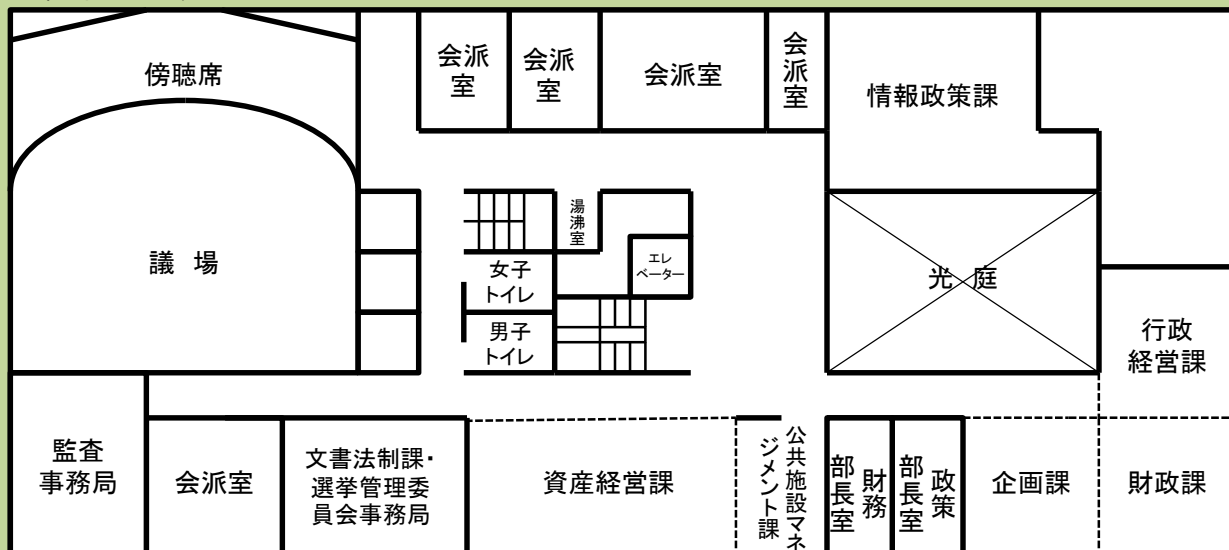 傍聴席
会派
室
会派
室
会派室
会派室
情報政策課
議 場
湯沸室
エレ
ベーター
女子
トイレ
男子
トイレ
光 庭
行政
経営課
監査
事務局
会派室
文書法制課・
選挙管理委
員会事務局
資産経営課
公共施設マネ
ジメント課
財務
部長室
政策
部長室
企画課
財政課